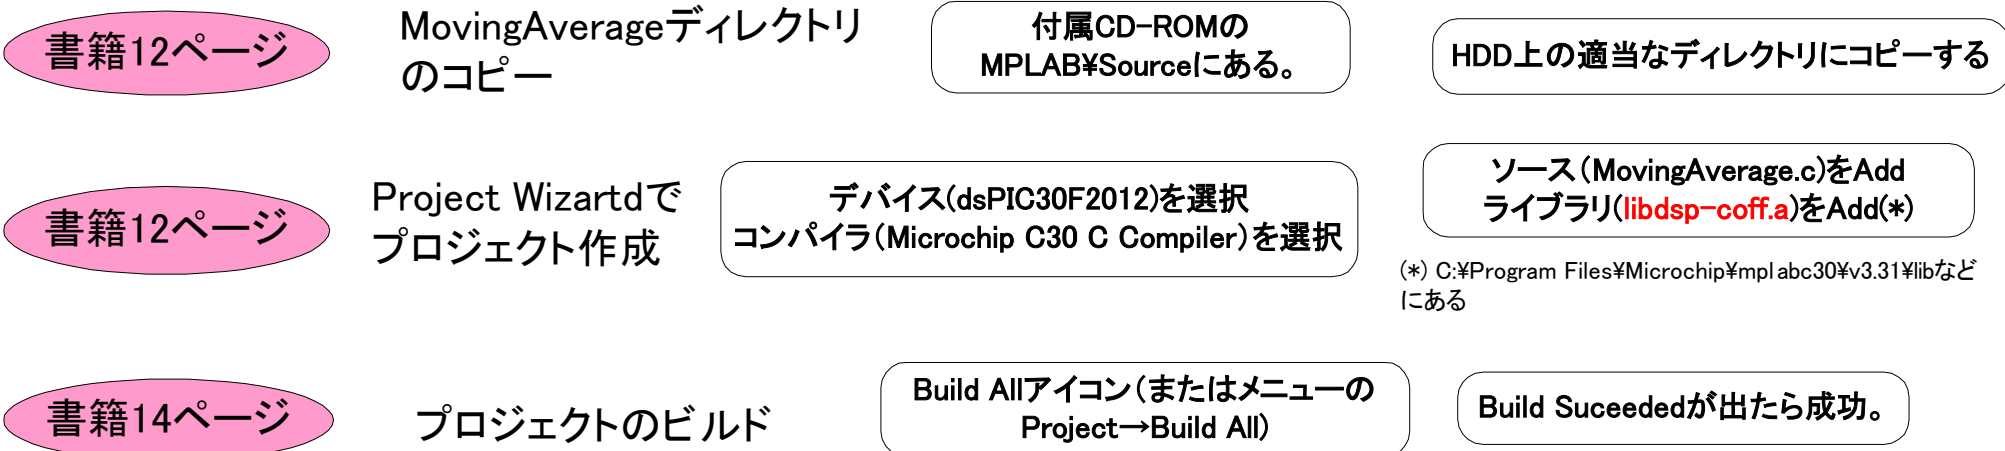 書籍12ページ
MovingAverageディレクトリ
のコピー
付属CD-ROMの
MPLAB¥Sourceにある。
HDD上の適当なディレクトリにコピーする
書籍12ページ
Project Wizartdで
プロジェクト作成
デバイス(dsPIC30F2012)を選択
コンパイラ(Microchip C30 C Compiler)を選択
ソース(MovingAverage.c)をAdd
ライブラリ(libdsp-coff.a)をAdd(*)
(*) C:¥Program Files¥Microchip¥mplabc30¥v3.31¥libなど
にある
書籍14ページ
プロジェクトのビルド
Build Allアイコン(またはメニューの
Project→Build All)
Build Suceededが出たら成功。